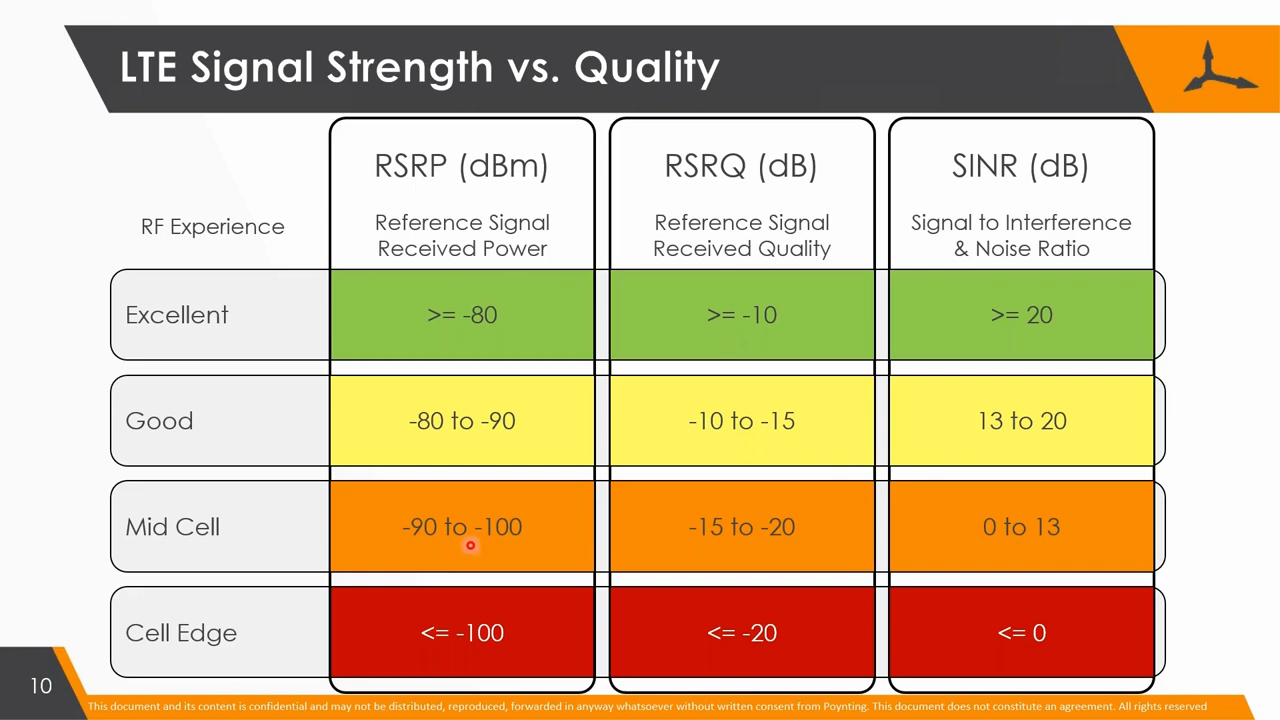 LTE Signal Strength vs. Quality
RF Experience
RSRP (dBm)
Reference Signal
Received Power
RSRQ (dB)
Reference Signal
Received Quality
SINR (dB)
Signal to Interference
& Noise Ratio
Excellent
>= -80
>= -10
>= 20
Good
-80 to -90
-10 to -15
13 to 20
Mid Cell
-90 to -100
-15 to -20
0 to 13
Cell Edge
<= -100
<= -20
<= 0
10
This document and its content is confidential and may not be distributed, reproduced, forwarded in anyway whatsoever without written consent from Poynting. This document does not constitute an agreement. All rights reserved